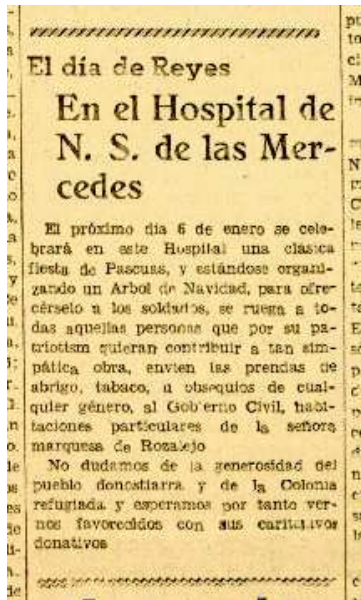 El día de Reyes
En el Hospital de
N. S. de las Mer-
cedes
El próximo dia 6 de enero se cele-
brará en este Hospital una clásica
fiesta de Pascuas, y estándose organi-
zando un Arbol de Navidad, para ofre-
cérselo a los soldados, se ruega a to-
das aquellas personas que por su pa-
triotism quieran contribuir a tan sim-
pática obra, envien las prendas de
abrigo, tabaco, u obsequios de cual-
quier género, al Gobierno Civil, habi-
taciones particulares de la señora
marquesa de Rozalejo
No dudamos de la generosidad del
pueblo donostiarra y de la Colonia
refugiada y esperamos por tanto ver-
nos favorecidos con sus caritativos
donativos